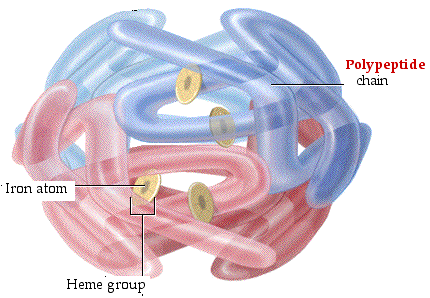 Polypeptide
chain
Iron atom
Heme group